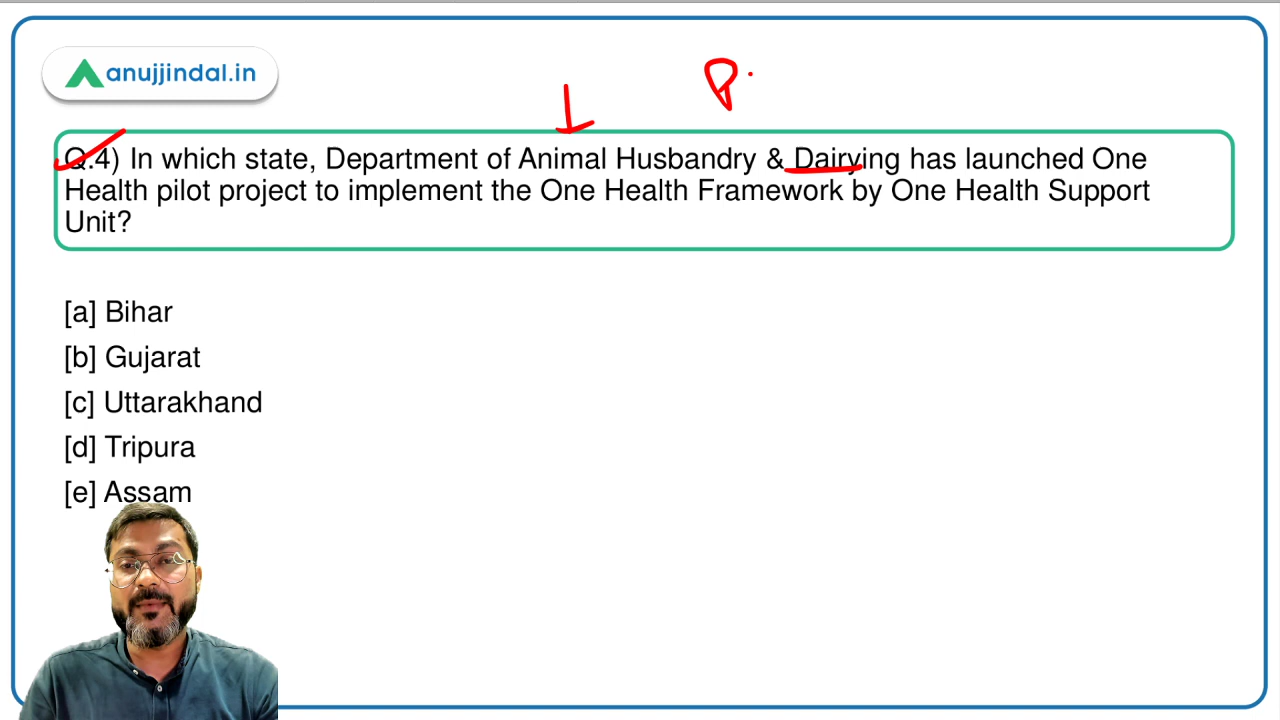 anujjindal.in
Q.4) In which state, Department of Animal Husbandry & Dairying has launched One
Health pilot project to implement the One Health Framework by One Health Support
Unit?
[a] Bihar
[b] Gujarat
[c] Uttarakhand
[d] Tripura
[e] Assam